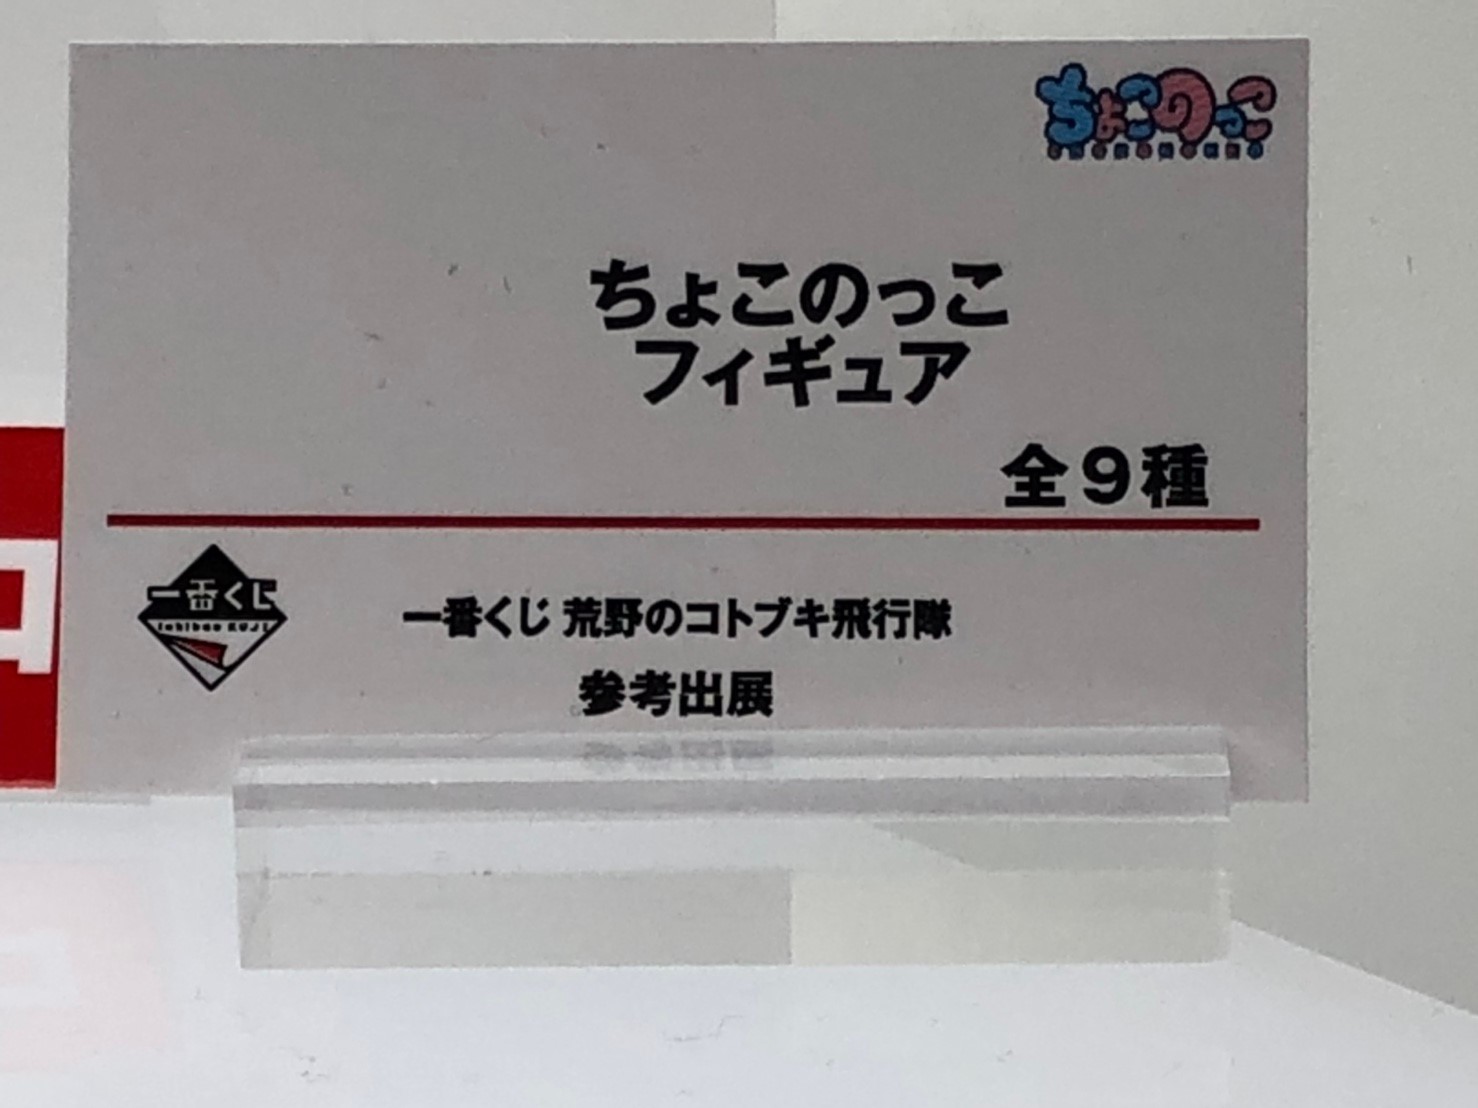 ちょこのっこ
ちょこのっこ
フィギュア
全9種
一番くじ
Ichiban KUJI
一番くじ 荒野のコトブキ飛行隊
参考出展